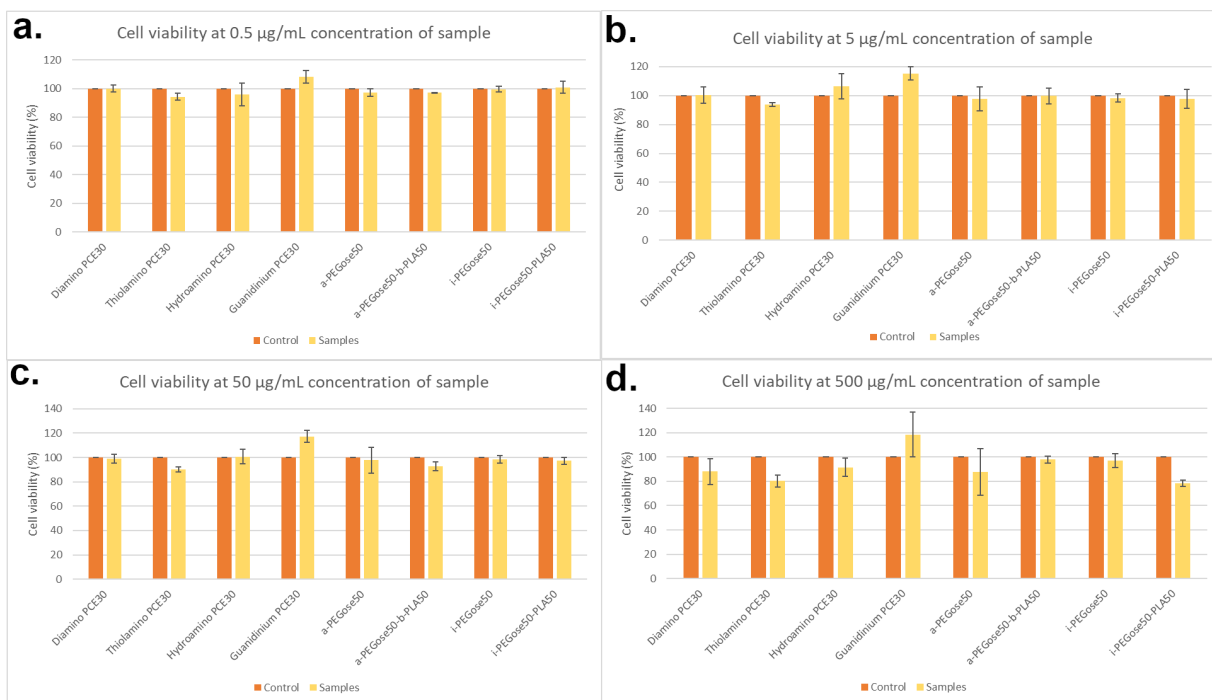 a.
Cell viability at 0.5 µg/mL concentration of sample
Cell viability (%)
120
100
80
60
40
20
0
Diamino PCE30
Thiolamino PCE30
Hydroamino PCE30
Guanidinium PCE30
a-PEGose50
a-PEGose50-b-PLA50
i-PEGose50
i-PEGose50-PLA50
Control
Samples
b.
Cell viability at 5 µg/mL concentration of sample
Cell viability (%)
120
100
80
60
40
20
0
Diamino PCE30
Thiolamino PCE30
Hydroamino PCE30
Guanidinium PCE30
a-PEGose50
a-PEGose50-b-PLA50
i-PEGose50
i-PEGose50-PLA50
Control
Samples
c.
Cell viability at 50 µg/mL concentration of sample
Cell viability (%)
140
120
100
80
60
40
20
0
Diamino PCE30
Thiolamino PCE30
Hydroamino PCE30
Guanidinium PCE30
a-PEGose50
a-PEGose50-b-PLA50
i-PEGose50
i-PEGose50-PLA50
Control
Samples
d.
Cell viability at 500 µg/mL concentration of sample
Cell viability (%)
140
120
100
80
60
40
20
0
Diamino PCE30
Thiolamino PCE30
Hydroamino PCE30
Guanidinium PCE30
a-PEGose50
a-PEGose50-b-PLA50
i-PEGose50
i-PEGose50-PLA50
Control
Samples